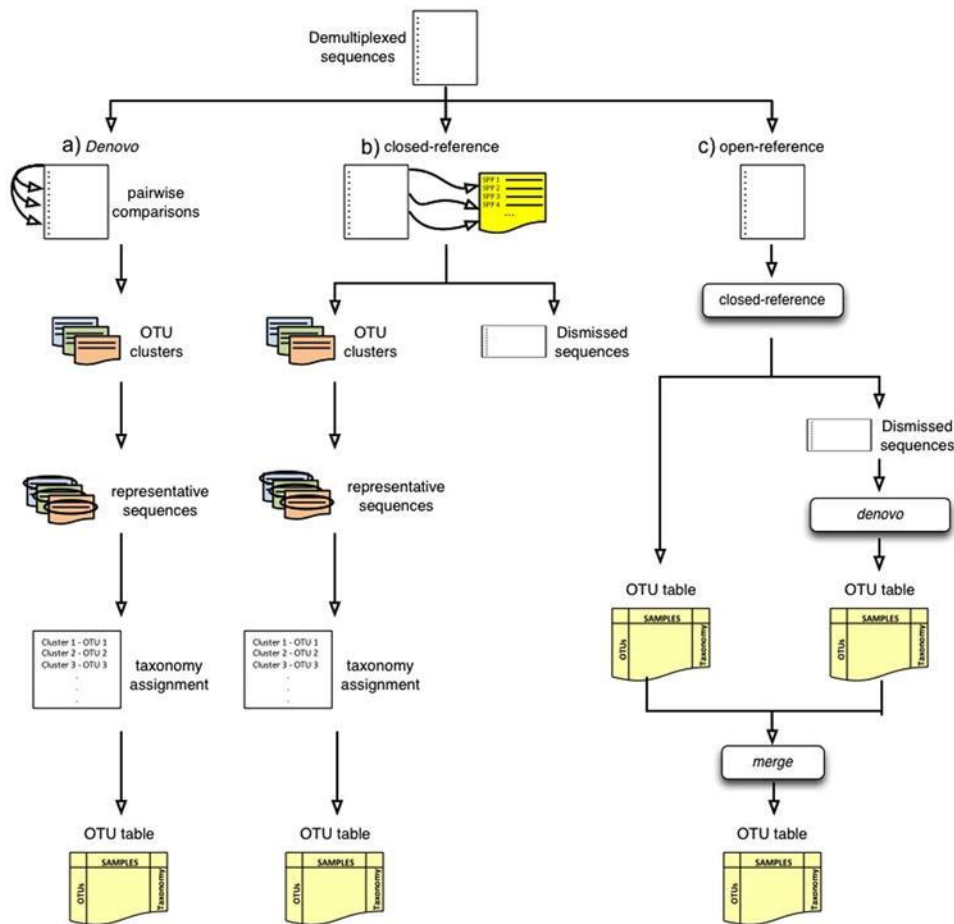 Demultiplexed
sequences
a) Denovo
pairwise
comparisons
OTU
clusters
representative
sequences
Cluster 1 - OTU 1
Cluster 2 - OTU 2
Cluster 3 - OTU 3
taxonomy
assignment
OTU table
SAMPLES
OTUs
Taxonomy
b) closed-reference
SPP 1
SPP 2
SPP 3
SPP 4
...
OTU
clusters
Dismissed
sequences
representative
sequences
Cluster 1 - OTU 1
Cluster 2 - OTU 2
Cluster 3 - OTU 3
taxonomy
assignment
OTU table
SAMPLES
OTUs
Taxonomy
c) open-reference
closed-reference
Dismissed
sequences
denovo
OTU table
SAMPLES
OTUs
Taxonomy
OTU table
SAMPLES
OTUs
Taxonomy
merge
OTU table
SAMPLES
OTUs
Taxonomy